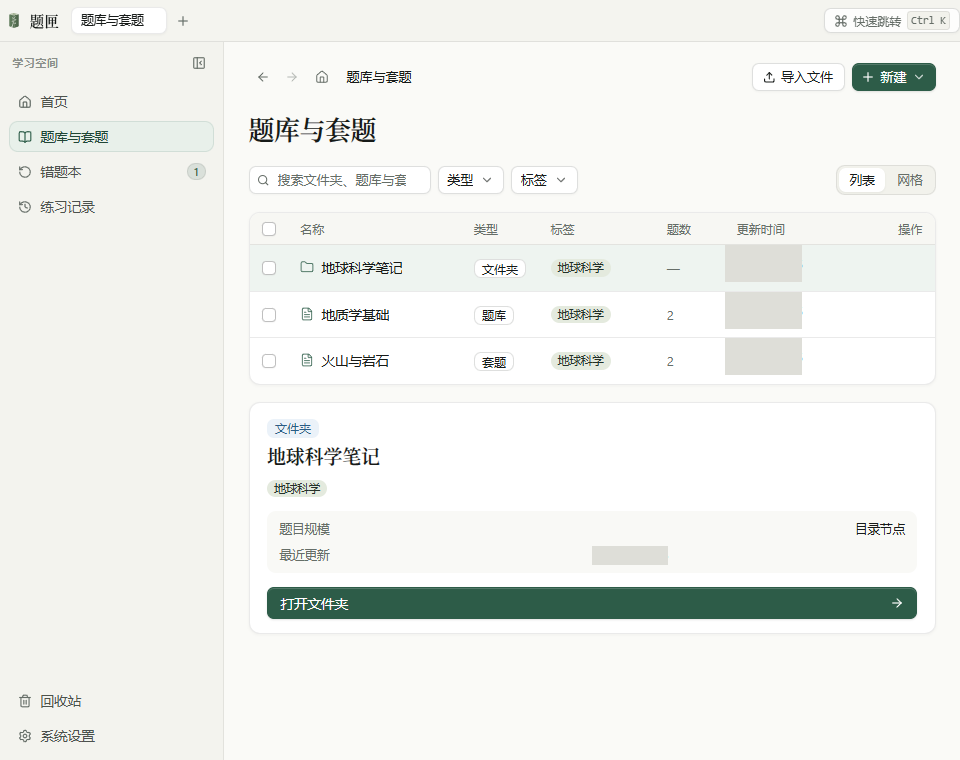 题匣 题库与套题 + ⌘ 快速跳转 Ctrl K
学习空间
首页
题库与套题
错题本 1
练习记录
回收站
系统设置
题库与套题 导入文件 + 新建
题库与套题
搜索文件夹、题库与套 类型 标签 列表 网格
名称 类型 标签 题数 更新时间 操作
地球科学笔记 文件夹 地球科学 —
地质学基础 题库 地球科学 2
火山与岩石 套题 地球科学 2
文件夹
地球科学笔记
地球科学
题目规模 目录节点
最近更新
打开文件夹